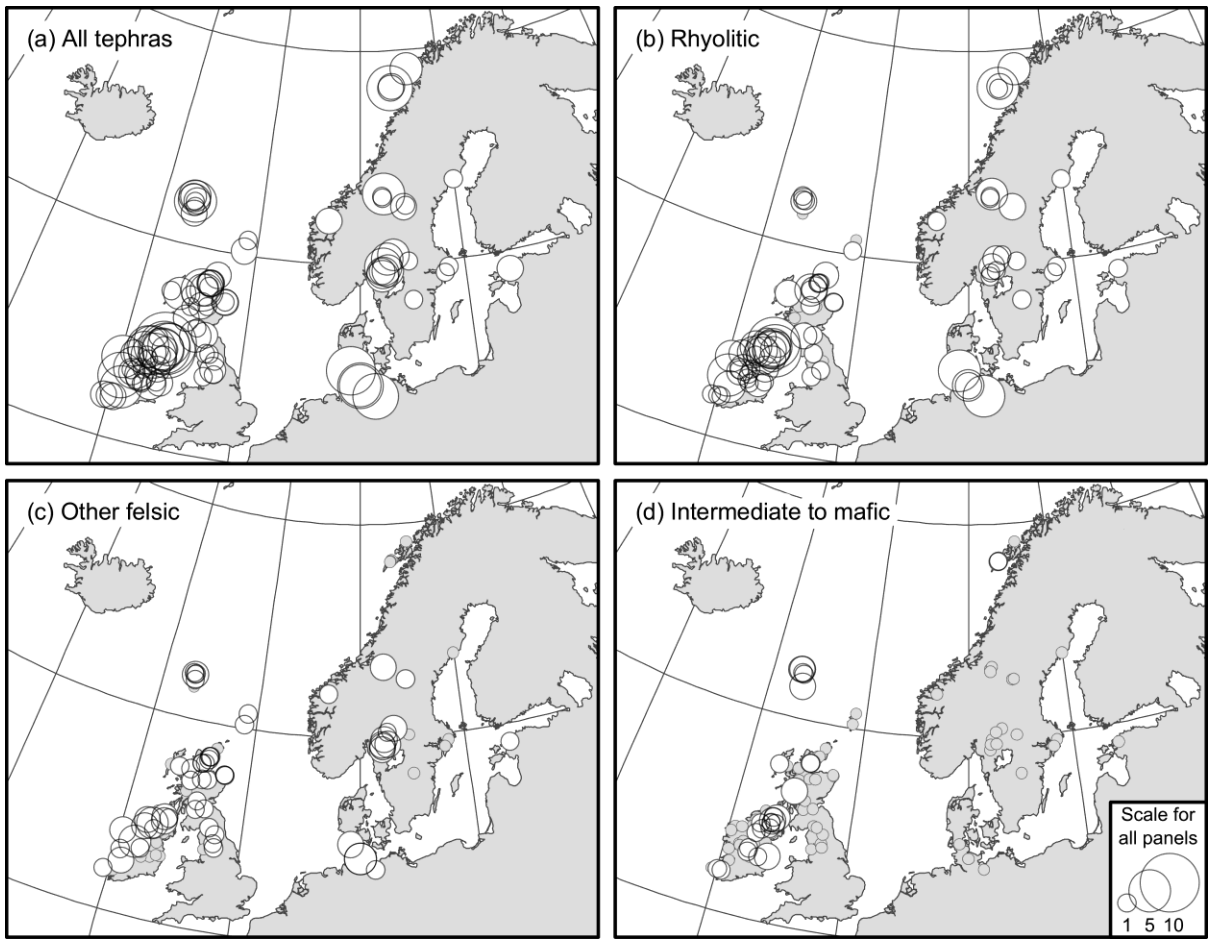 (a) All tephras
(b) Rhyolitic
(c) Other felsic
(d) Intermediate to mafic
Scale for
all panels
1 5 10